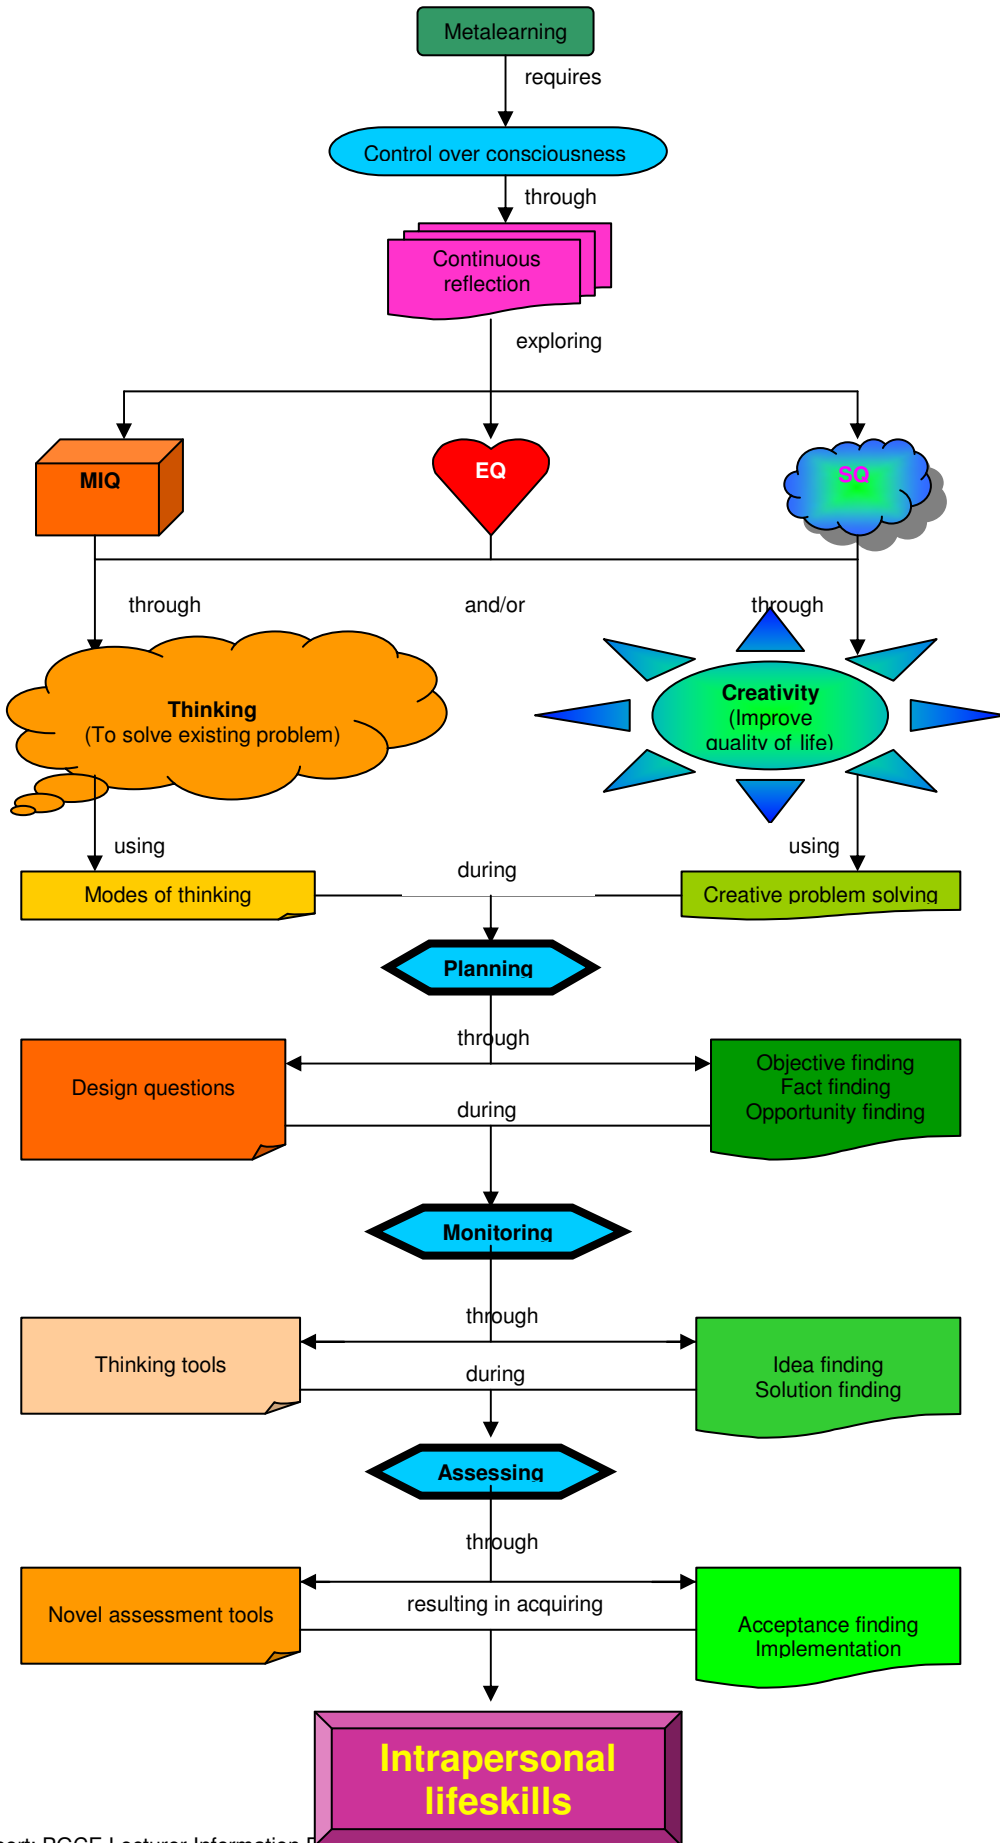 Metalearning
requires
Control over consciousness
through
Continuous
reflection
exploring
MIQ
EQ
SQ
through
and/or
through
Thinking
(To solve existing problem)
Creativity
(Improve
quality of life)
using
using
during
Modes of thinking
Creative problem solving
Planning
through
Design questions
Objective finding
Fact finding
Opportunity finding
during
Monitoring
through
Thinking tools
Idea finding
Solution finding
during
Assessing
through
Novel assessment tools
resulting in acquiring
Acceptance finding
Implementation
Intrapersonal
lifeskills
PGCE Lecturer Information